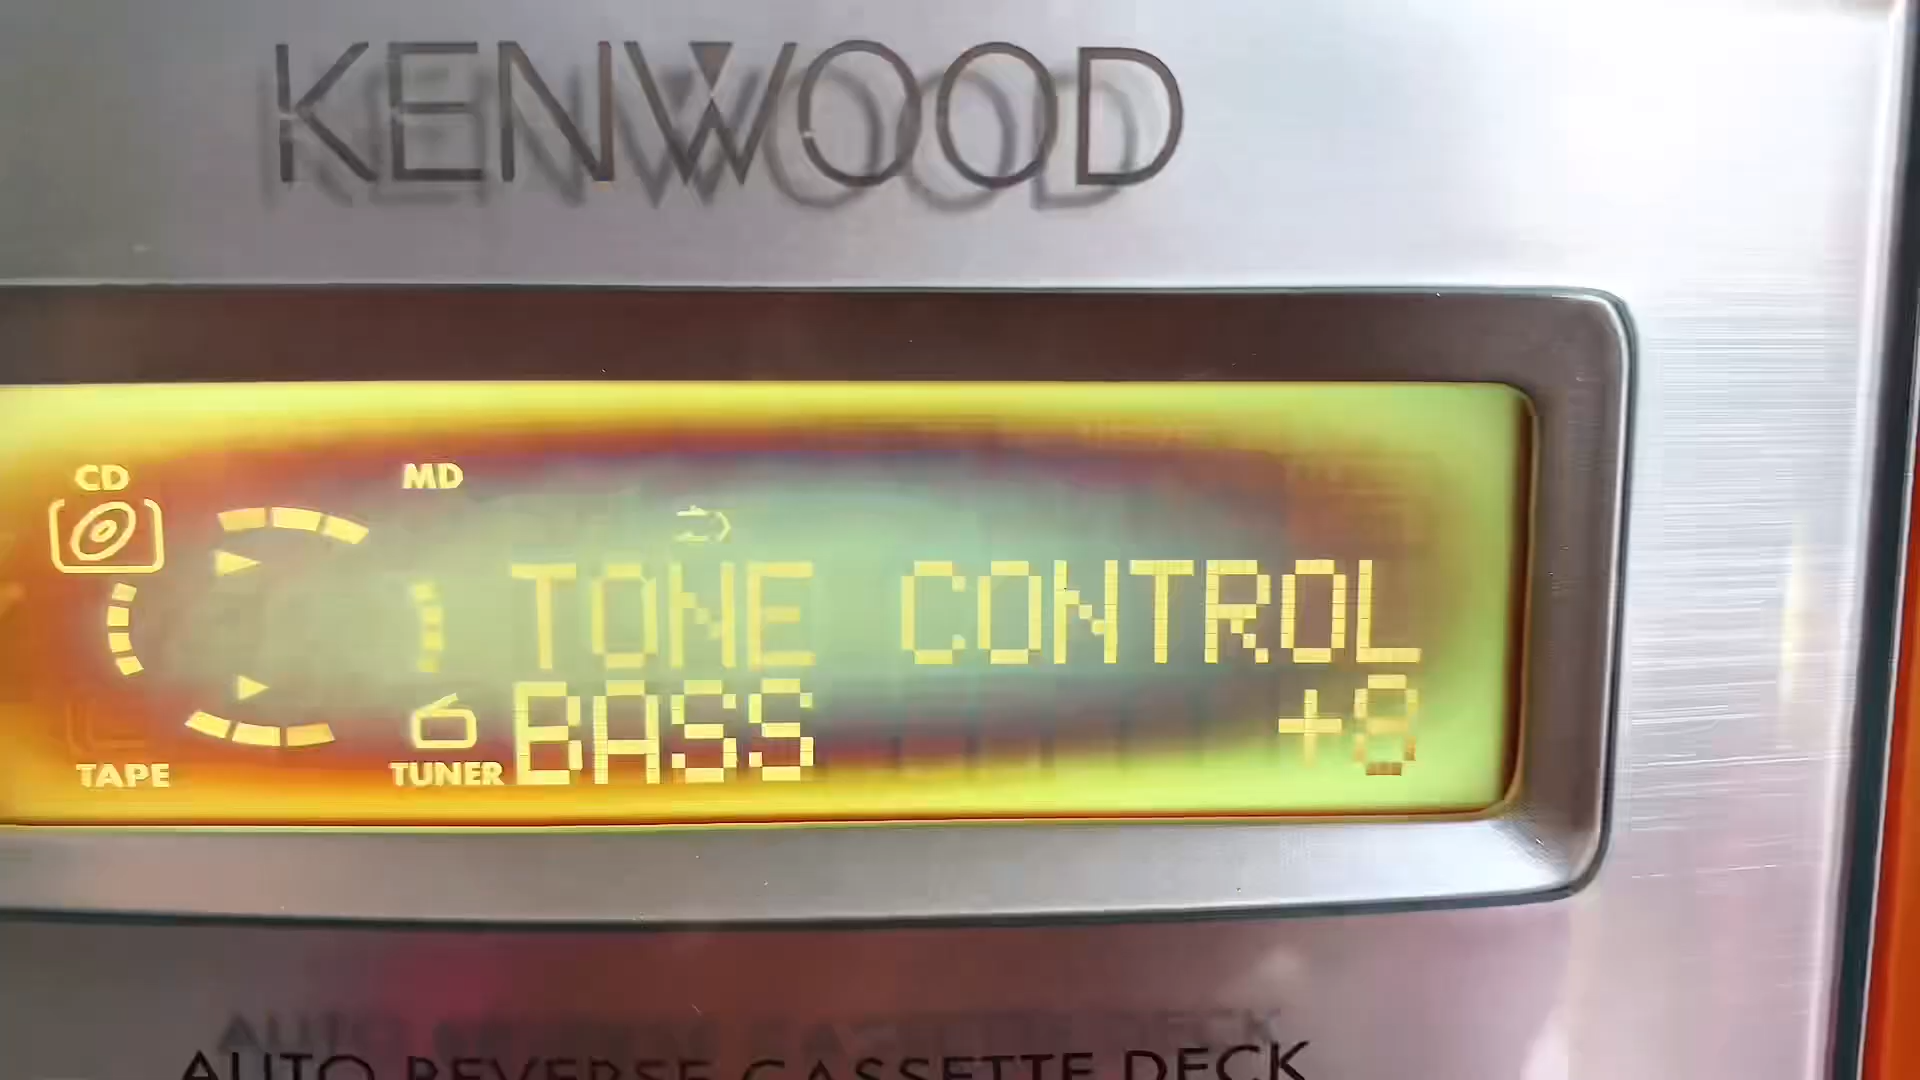 KENWOOD
CD MD
TONE CONTROL
BASS +8
TAPE TUNER
AUTO REVERSE CASSETTE DECK